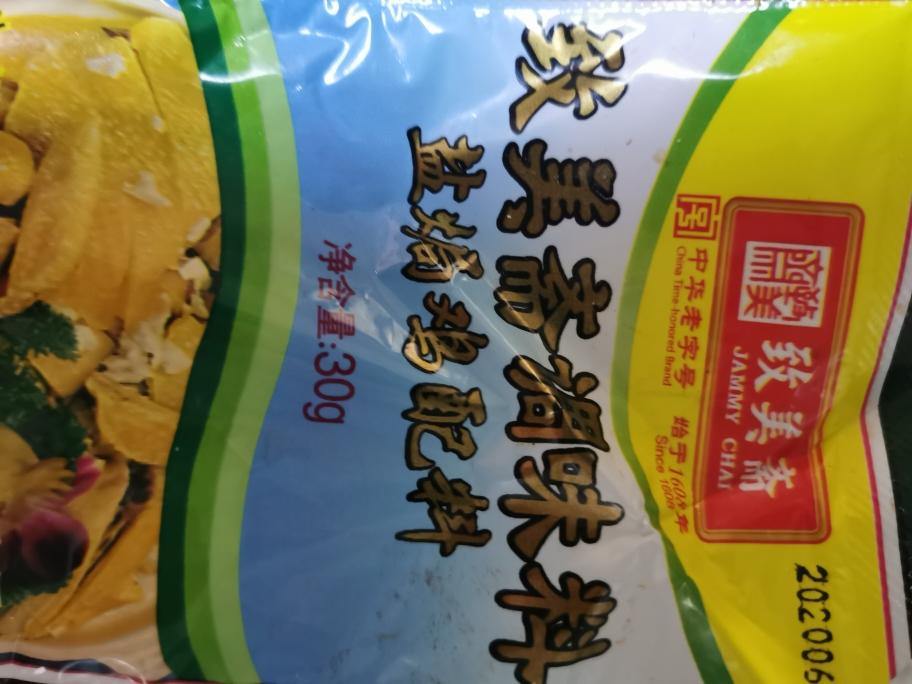 致美斋
JAMMY CHAI
中华老字号 始于1608年
China Time-honored Brand Since 1608
致美斋调味料
盐焗鸡配料
净含量:30g
202006